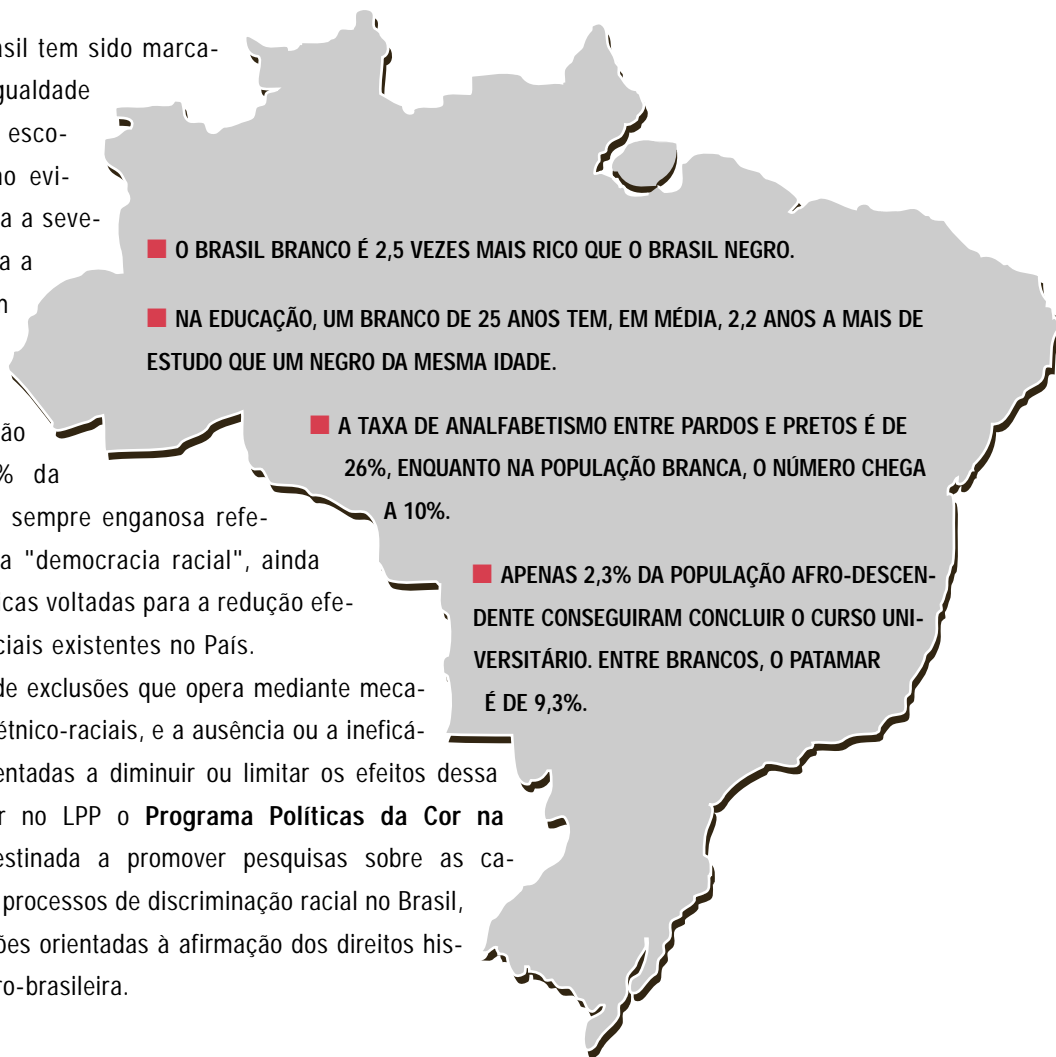 asil tem sido marca-
gualdade
esco-
no evi-
a a seve-
a a
m
ão
% da
sempre enganosa refe-
a "democracia racial", ainda
icas voltadas para a redução efe-
ciais existentes no País.
de exclusões que opera mediante meca-
étnico-raciais, e a ausência ou a ineficá-
entadas a diminuir ou limitar os efeitos dessa
r no LPP o Programa Políticas da Cor na
estinada a promover pesquisas sobre as ca-
processos de discriminação racial no Brasil,
ões orientadas à afirmação dos direitos his-
ro-brasileira.
O BRASIL BRANCO É 2,5 VEZES MAIS RICO QUE O BRASIL NEGRO.
NA EDUCAÇÃO, UM BRANCO DE 25 ANOS TEM, EM MÉDIA, 2,2 ANOS A MAIS DE
ESTUDO QUE UM NEGRO DA MESMA IDADE.
A TAXA DE ANALFABETISMO ENTRE PARDOS E PRETOS É DE
26%, ENQUANTO NA POPULAÇÃO BRANCA, O NÚMERO CHEGA
A 10%.
APENAS 2,3% DA POPULAÇÃO AFRO-DESCEN-
DENTE CONSEGUIRAM CONCLUIR O CURSO UNI-
VERSITÁRIO. ENTRE BRANCOS, O PATAMAR
É DE 9,3%.